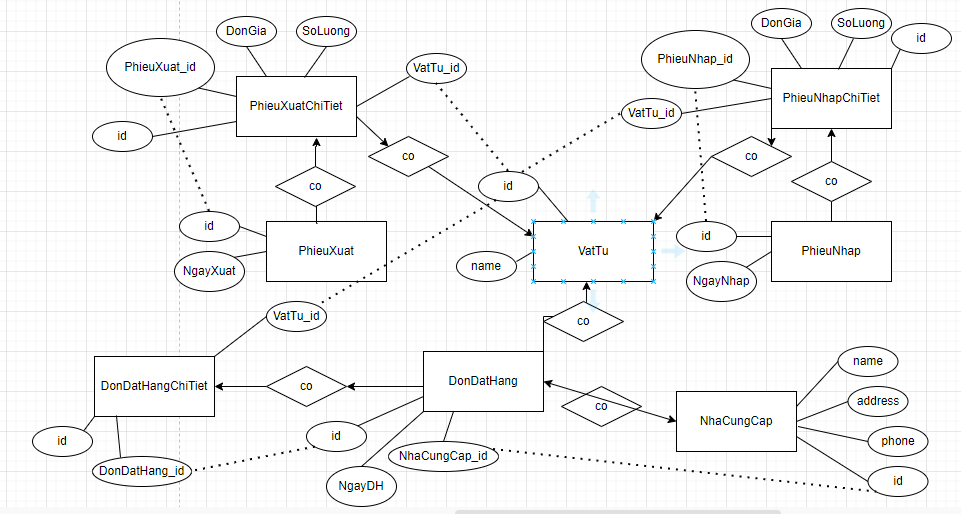 DonGia
SoLuong
DonGia
SoLuong
id
PhieuXuat_id
VatTu_id
PhieuNhap_id
PhieuXuatChiTiet
PhieuNhapChiTiet
VatTu_id
id
co
co
co
id
co
id
PhieuXuat
VatTu
id
PhieuNhap
NgayXuat
name
NgayNhap
VatTu_id
co
name
DonDatHangChiTiet
co
DonDatHang
address
co
NhaCungCap
id
id
phone
DonDatHang_id
NhaCungCap_id
id
NgayDH